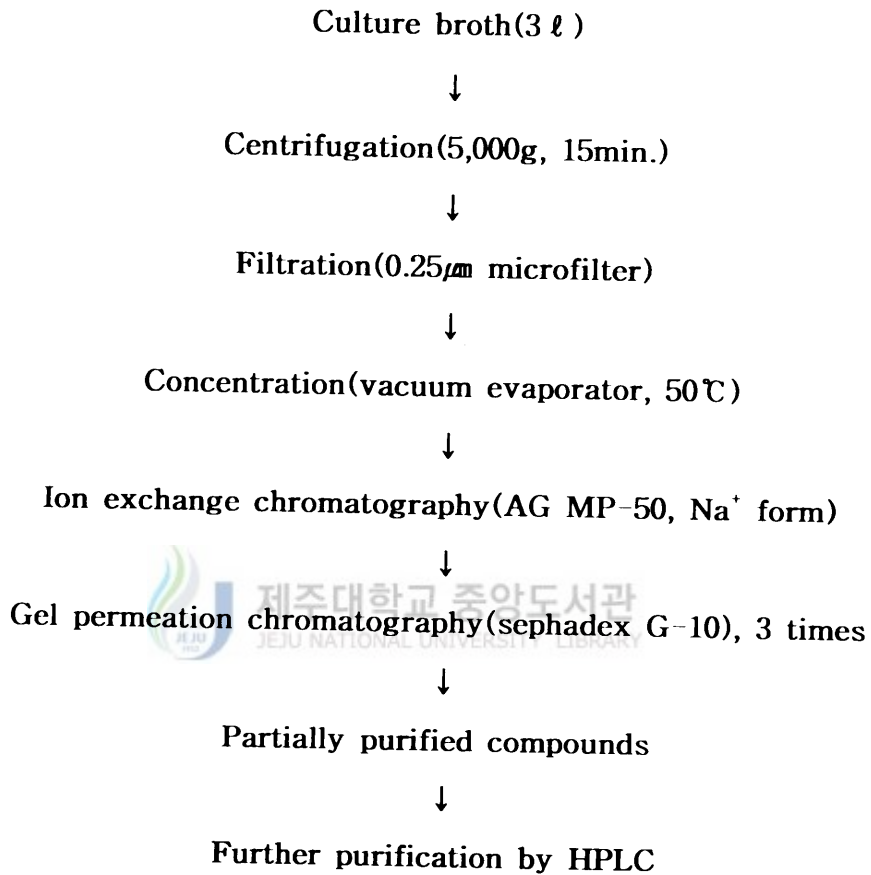 Culture broth(3 ℓ)
↓
Centrifugation(5,000g, 15min.)
↓
Filtration(0.25㎛ microfilter)
↓
Concentration(vacuum evaporator, 50℃)
↓
Ion exchange chromatography(AG MP-50, Na⁺ form)
↓
제주대학교 중앙도서관
Gel permeation chromatography(sephadex G-10), 3 times
JEJU NATIONAL UNIVERSITY LIBRARY
JEJU
1952
↓
Partially purified compounds
↓
Further purification by HPLC